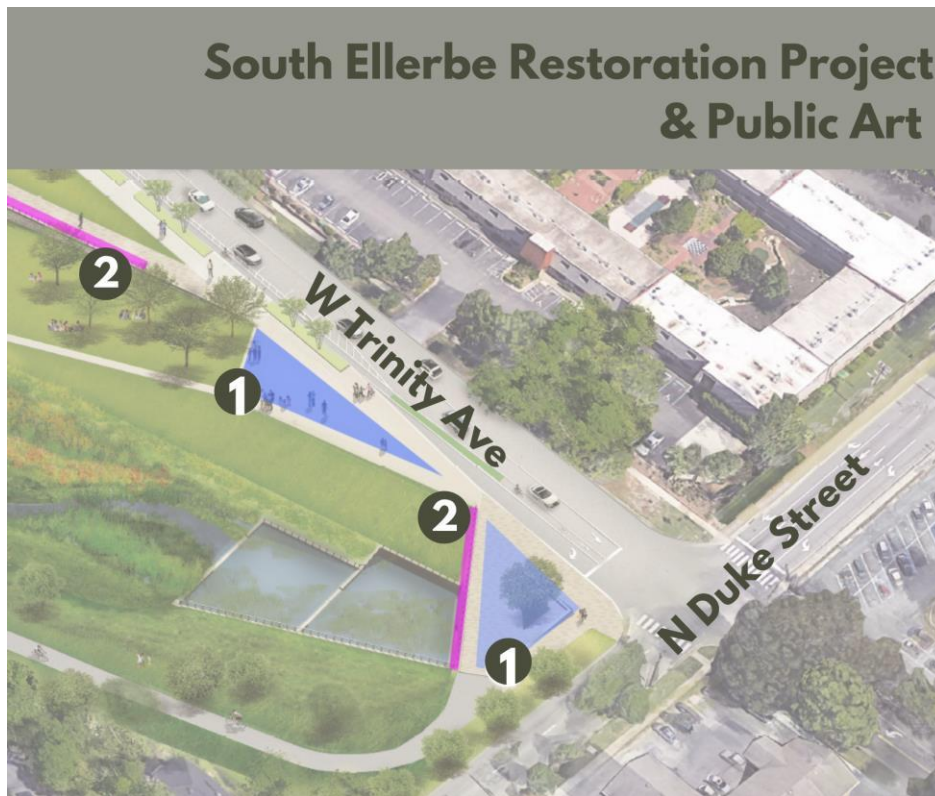 South Ellerbe Restoration Project
& Public Art
2
W Trinity Ave
1
2
N Duke Street
1